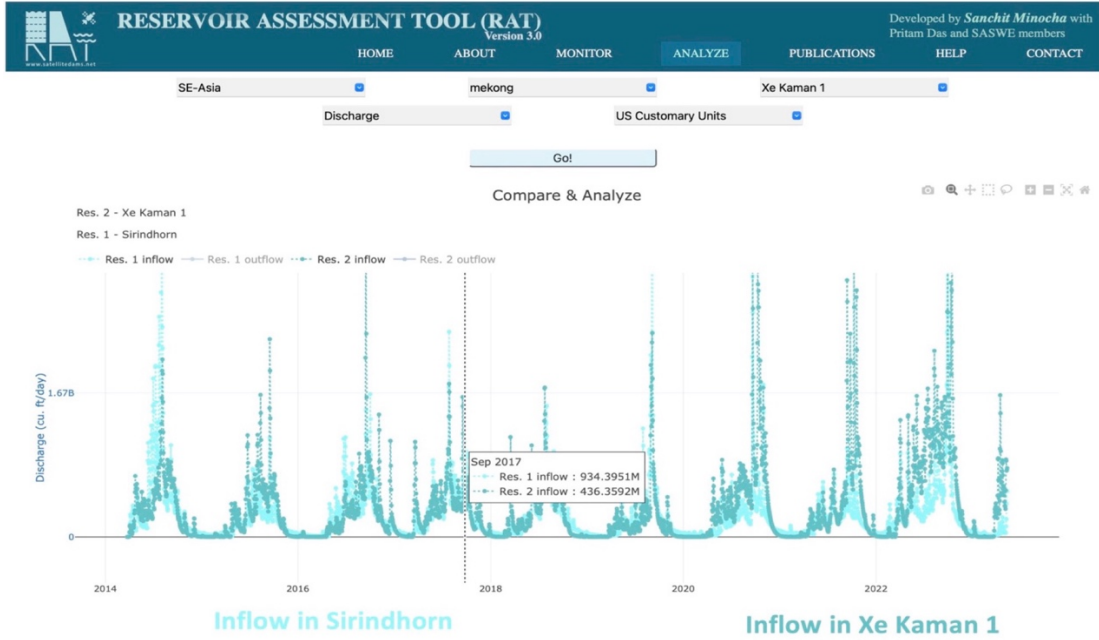 RESERVOIR ASSESSMENT TOOL (RAT)
Version 3.0
Developed by Sanchit Minocha with
Pritam Das and SASWE members
RAT
www.satellitedams.net
HOME ABOUT MONITOR ANALYZE PUBLICATIONS HELP CONTACT
SE-Asia mekong Xe Kaman 1
Discharge US Customary Units
Go!
Compare & Analyze
Res. 2 - Xe Kaman 1
Res. 1 - Sirindhorn
Res. 1 inflow Res. 1 outflow Res. 2 inflow Res. 2 outflow
Discharge (cu. ft/day)
1.67B
0
Sep 2017
Res. 1 inflow : 934.3951M
Res. 2 inflow : 436.3592M
2014 2016 2018 2020 2022
Inflow in Sirindhorn Inflow in Xe Kaman 1